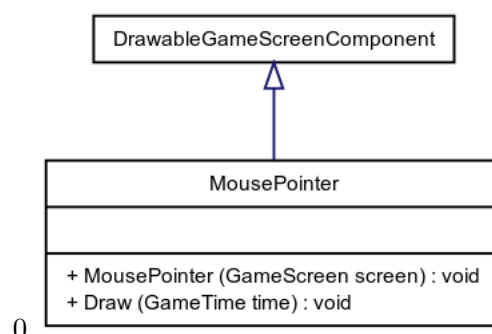 DrawableGameScreenComponent
MousePointer
+ MousePointer (GameScreen screen) : void
+ Draw (GameTime time) : void
0